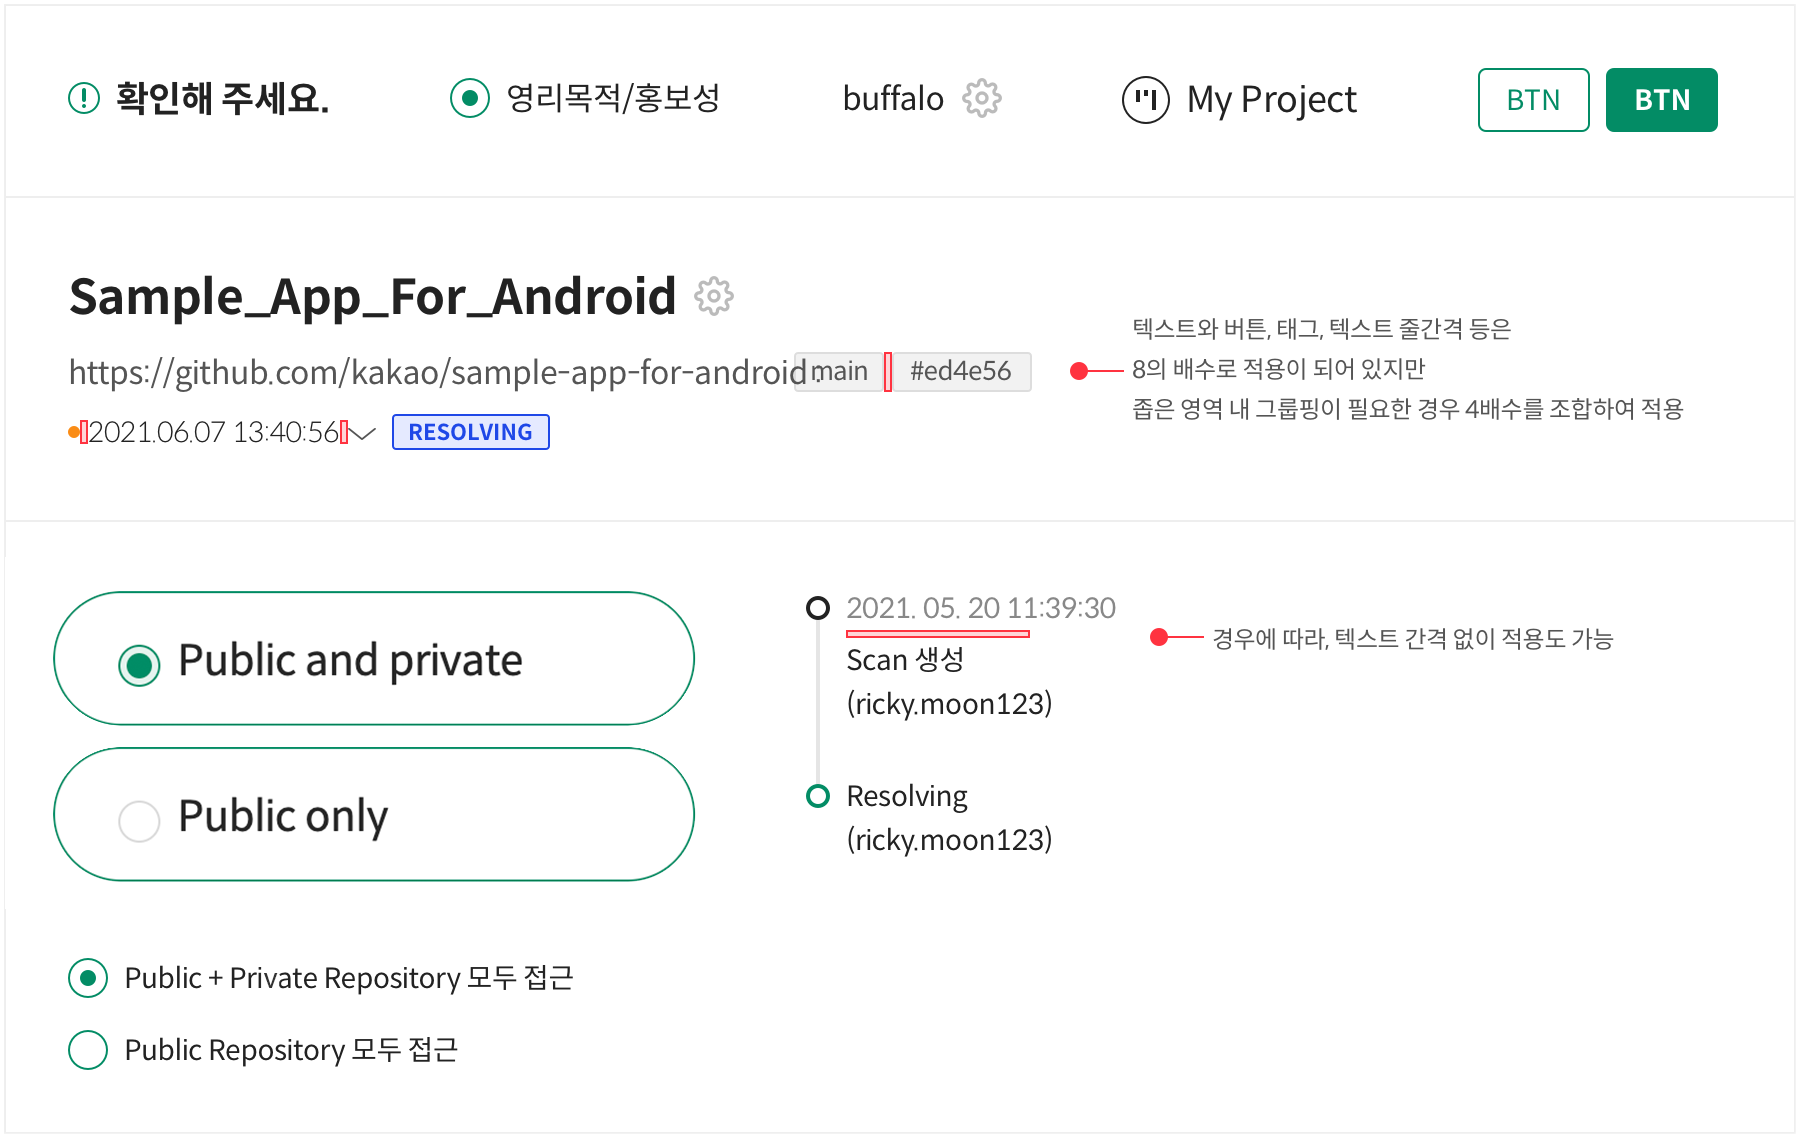 확인해 주세요.
영리목적/홍보성
buffalo
My Project
BTN
BTN
Sample_App_For_Android
https://github.com/kakao/sample-app-for-android.
main
#ed4e56
2021.06.07 13:40:56
RESOLVING
텍스트와 버튼, 태그, 텍스트 줄간격 등은
8의 배수로 적용이 되어 있지만
좁은 영역 내 그룹핑이 필요한 경우 4배수를 조합하여 적용
Public and private
Public only
2021. 05. 20 11:39:30
Scan 생성
(ricky.moon123)
Resolving
(ricky.moon123)
경우에 따라, 텍스트 간격 없이 적용도 가능
Public + Private Repository 모두 접근
Public Repository 모두 접근